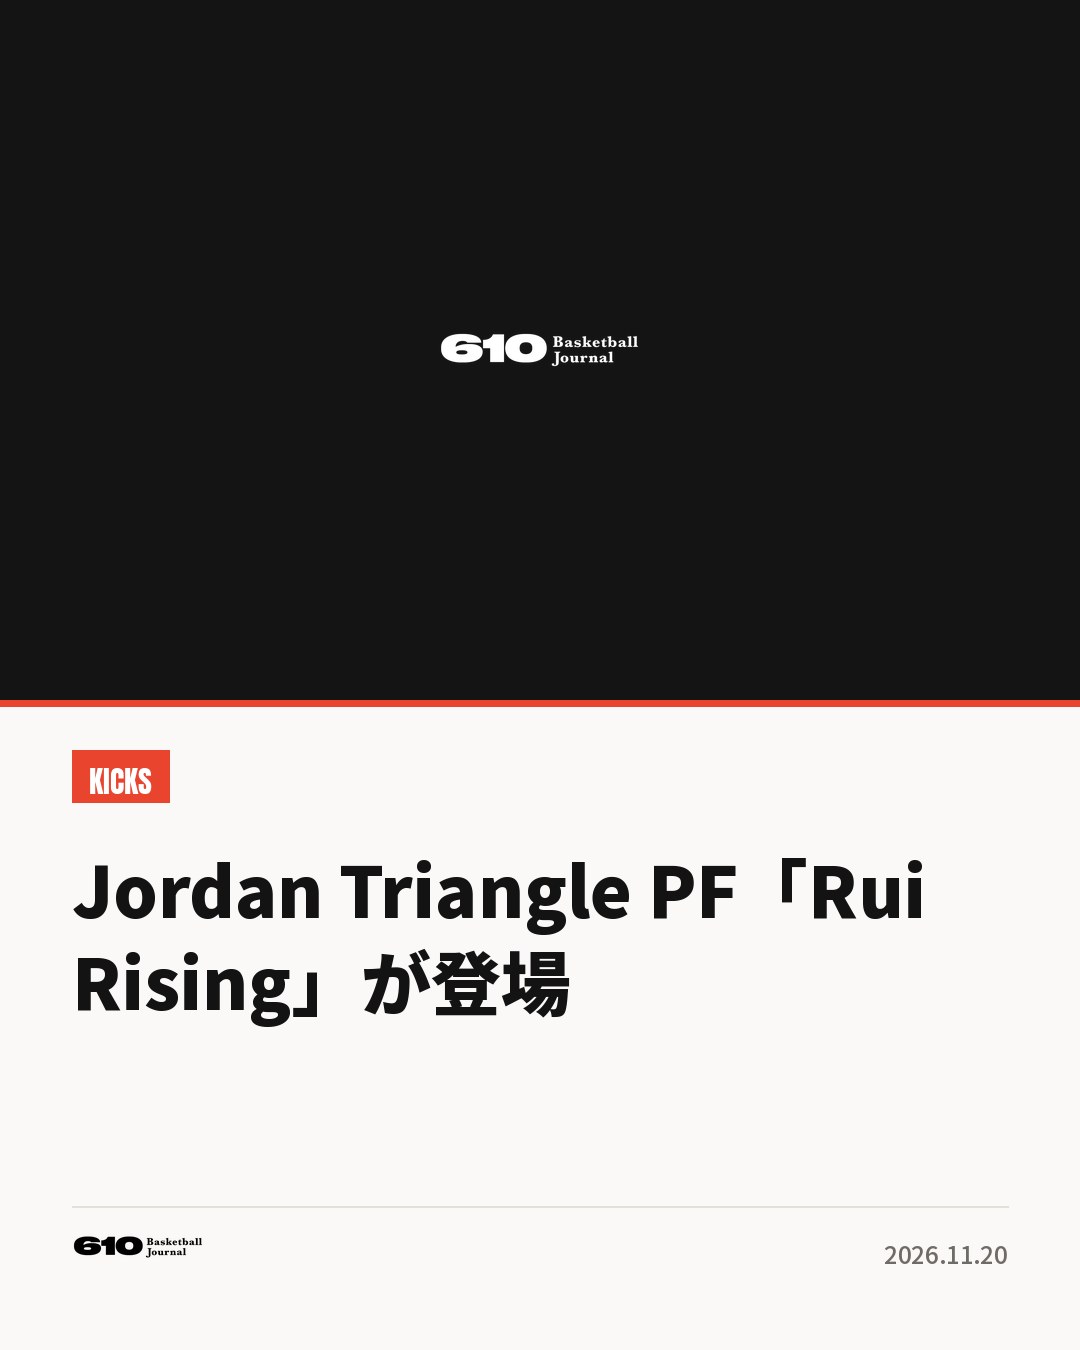 610 Basketball
Journal
KICKS
Jordan Triangle PF「Rui
Rising」が登場
610 Basketball
Journal
2026.11.20